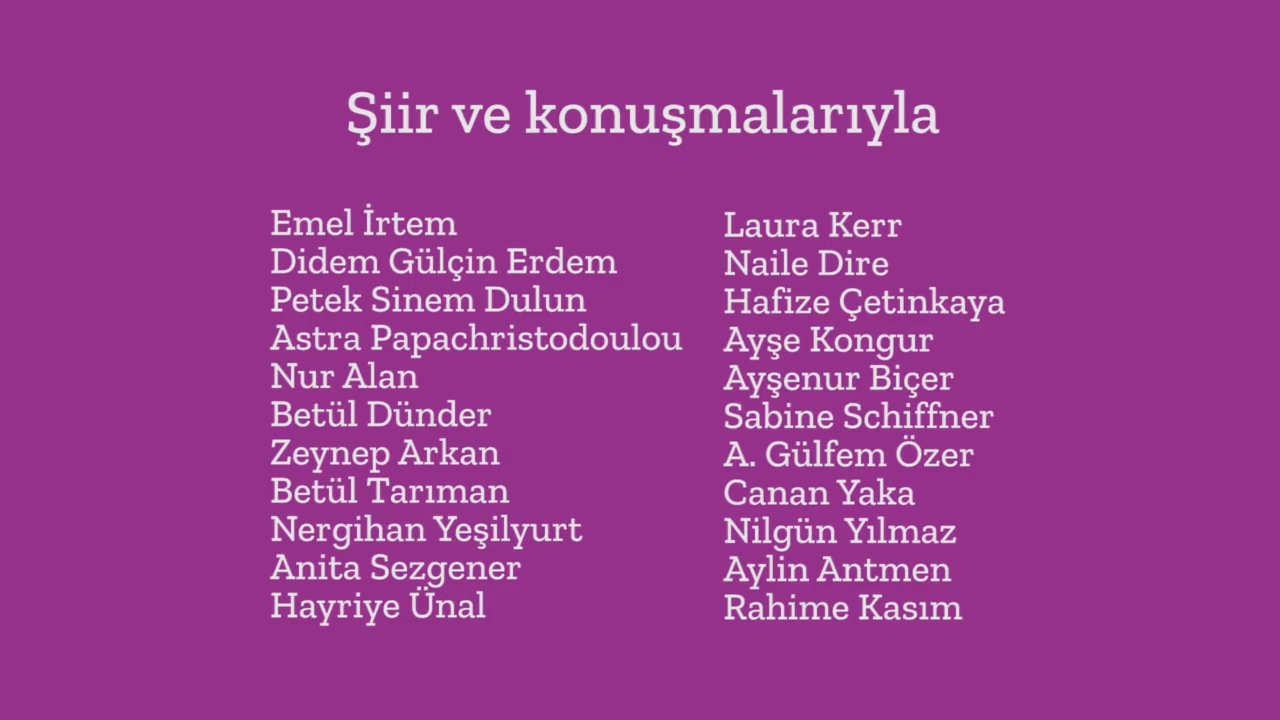 Şiir ve konuşmalarıyla
Emel İrtem
Didem Gülçin Erdem
Petek Sinem Dulun
Astra Papachristodoulou
Nur Alan
Betül Dünder
Zeynep Arkan
Betül Tarıman
Nergihan Yeşilyurt
Anita Sezgener
Hayriye Ünal
Laura Kerr
Naile Dire
Hafize Çetinkaya
Ayşe Kongur
Ayşenur Biçer
Sabine Schiffner
A. Gülfem Özer
Canan Yaka
Nilgün Yılmaz
Aylin Antmen
Rahime Kasım